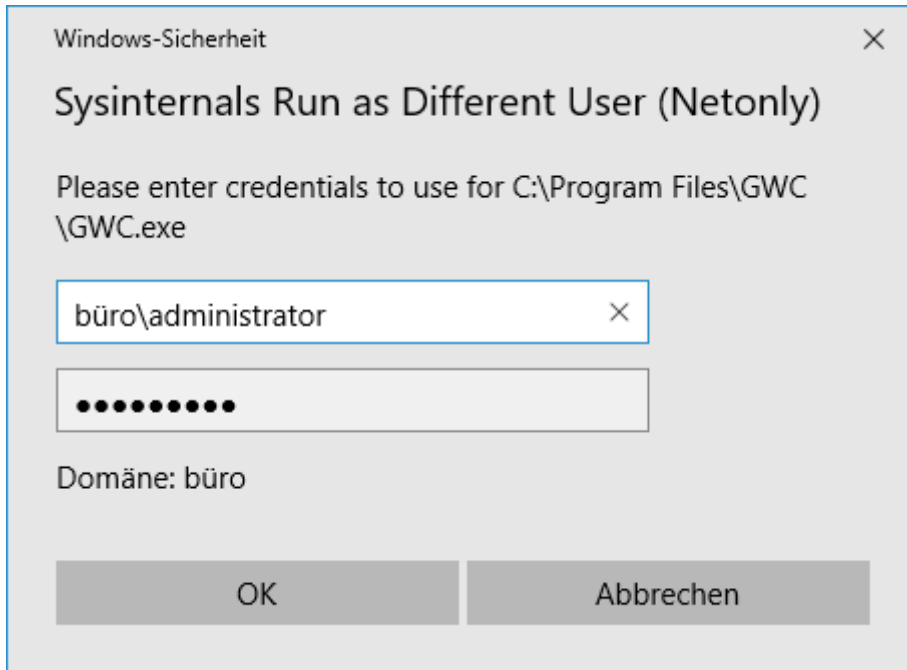 Windows-Sicherheit
Sysinternals Run as Different User (Netonly)
Please enter credentials to use for C:\Program Files\GWC
\GWC.exe
büro\administrator
●●●●●●●●●
Domäne: büro
OK Abbrechen